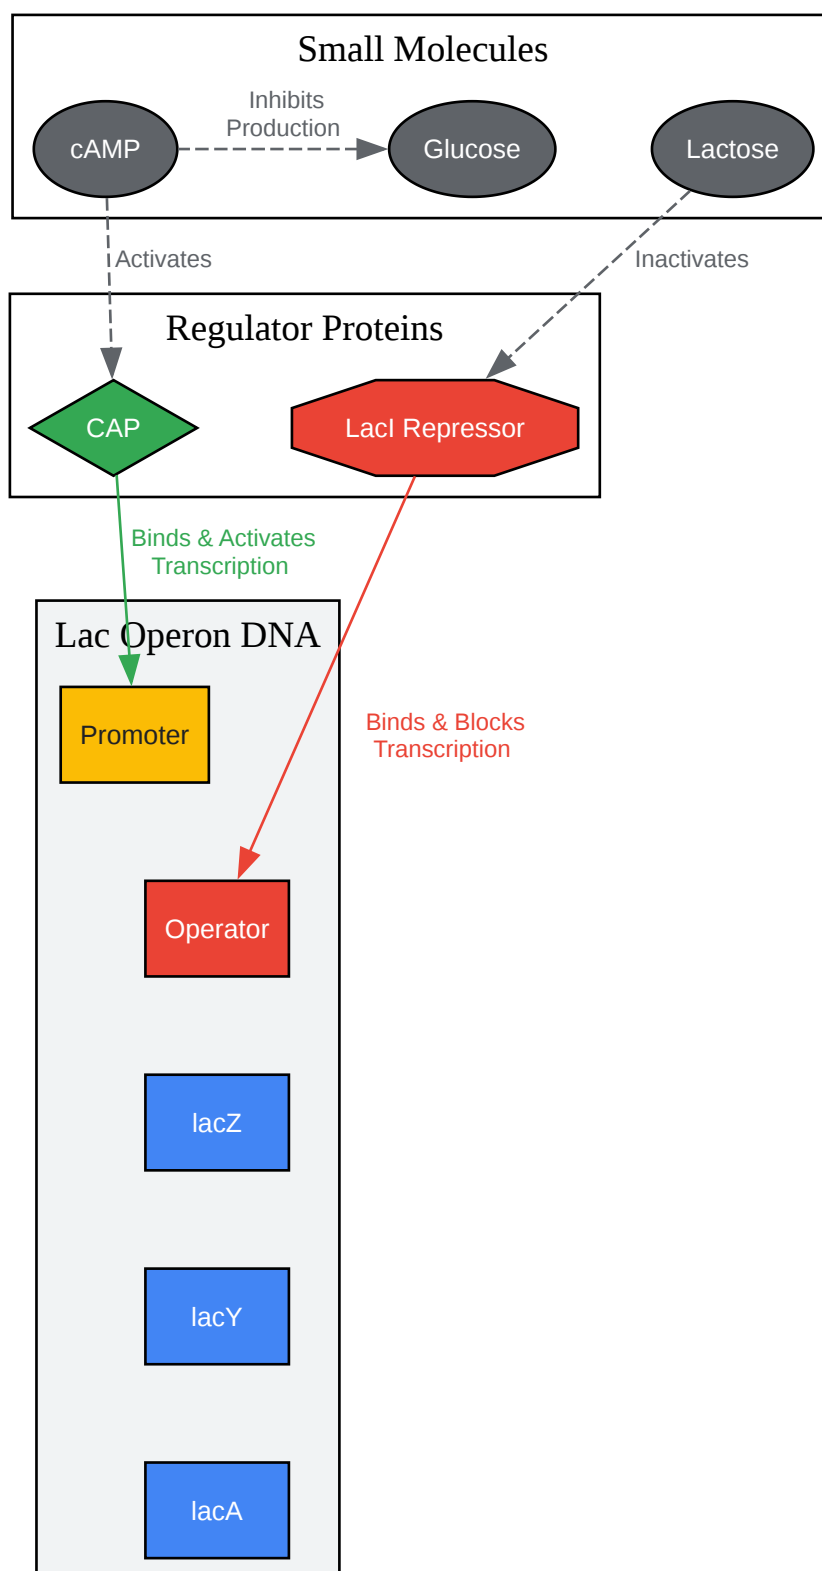 Small Molecules
Inhibits
Production
cAMP
Glucose
Lactose
Activates
Inactivates
Regulator Proteins
CAP
LacI Repressor
Binds & Activates
Transcription
Lac Operon DNA
Binds & Blocks
Transcription
Promoter
Operator
lacZ
lacY
lacA